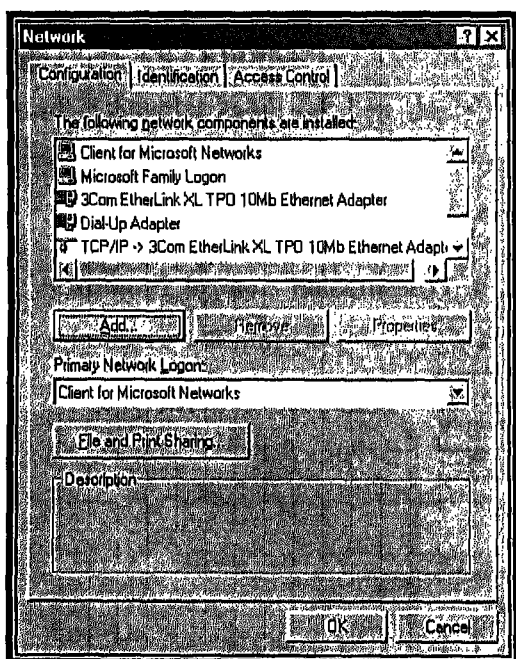 Network
Configuration Identification Access Control
The following network components are installed:
Client for Microsoft Networks
Microsoft Family Logon
3Com EtherLink XL TPO 10Mb Ethernet Adapter
Dial-Up Adapter
TCP/IP -> 3Com EtherLink XL TPO 10Mb Ethernet Adapt
Add... Remove Properties
Primary Network Logon:
Client for Microsoft Networks
File and Print Sharing...
Description
OK Cancel